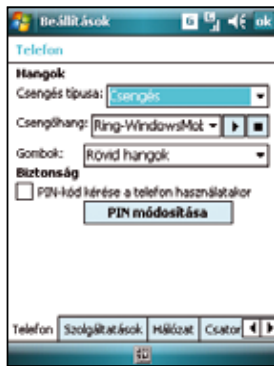 Beállítások G ok
Telefon
Hangok
Csengés típusa: Csengés
Csengőhang: Ring-WindowsMob
Gombok: Rövid hangok
Biztonság
PIN-kód kérése a telefon használatakor
PIN módosítása
Telefon Szolgáltatások Hálózat Csator